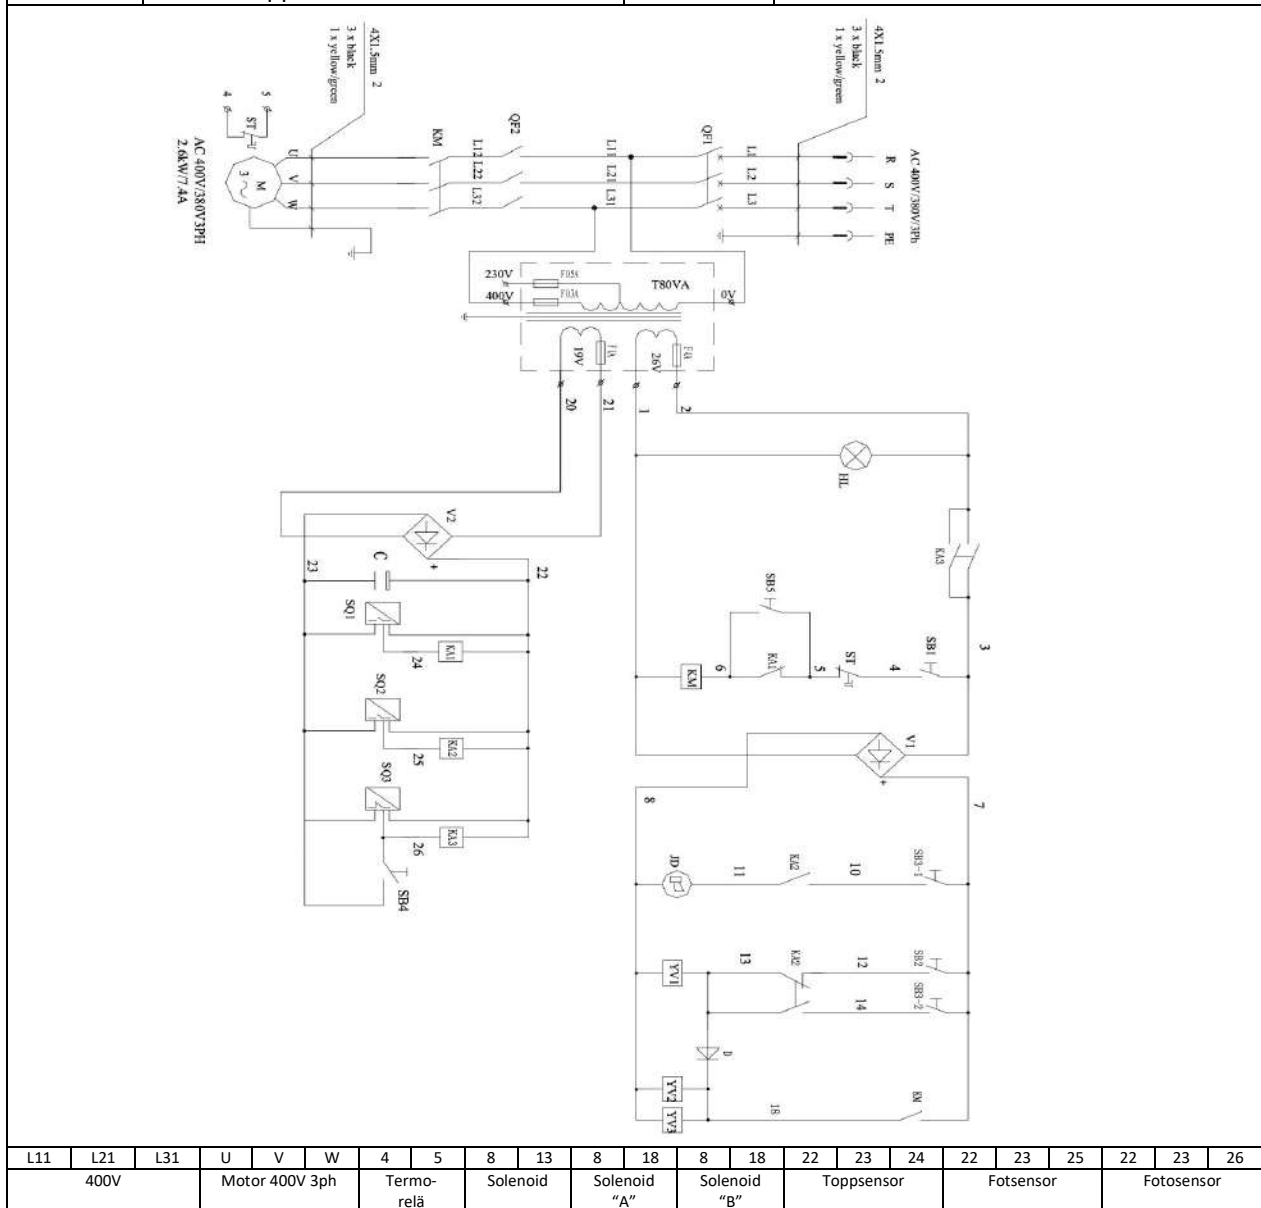 4X1.5mm 2
3 x black
1 x yellow/green
4X1.5mm 2
3 x black
1 x yellow/green
4
5
ST
M
3
AC 400V/380V3PH
2.6kW/7.4A
U
V
W
KM
QF2
L12
L22
L32
L11
L21
L31
QF1
L1
L2
L3
R
S
T
PE
AC 400V/380V/3Ph
230V
400V
T80VA
0V
19V
26V
20
21
1
2
HL
V2
C
22
23
KA3
SB5
SB1
3
SQ1
24
KA1
KM
6
KA1
5
ST
4
SQ2
25
KA2
V1
8
7
SQ3
26
KA3
SB4
JD
11
KA2
10
SB3-1
YV1
13
KA2
12
SB2
14
SB3-2
D
YV2
YV3
18
KM
L11 L21 L31 U V W 4 5 8 13 8 18 8 18 22 23 24 22 23 25 22 23 26
400V Motor 400V 3ph Termo- Solenoid Solenoid Solenoid Toppsensor Fotsensor Fotosensor
relä "A" "B"